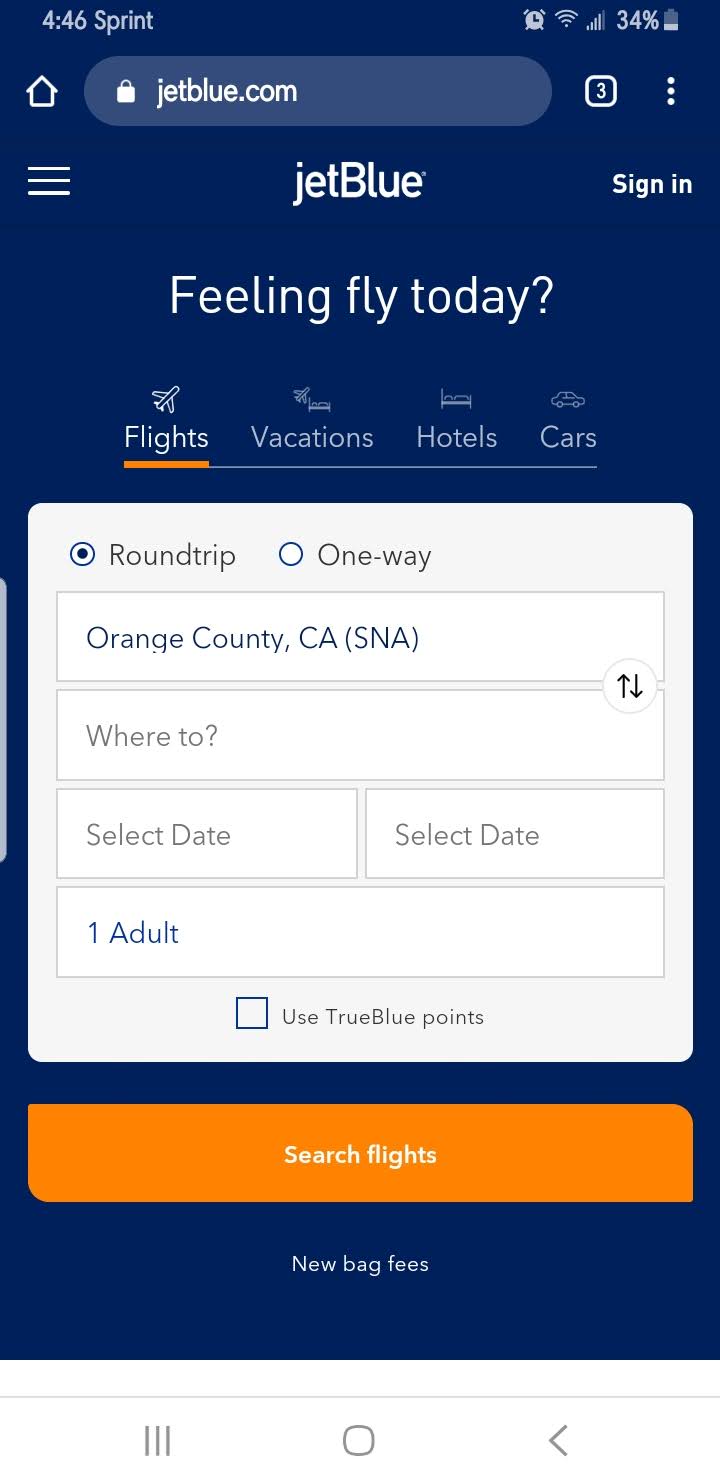 4:46 Sprint 34%
jetblue.com 3
jetBlue Sign in
Feeling fly today?
Flights Vacations Hotels Cars
Roundtrip One-way
Orange County, CA (SNA)
Where to?
Select Date Select Date
1 Adult
Use TrueBlue points
Search flights
New bag fees